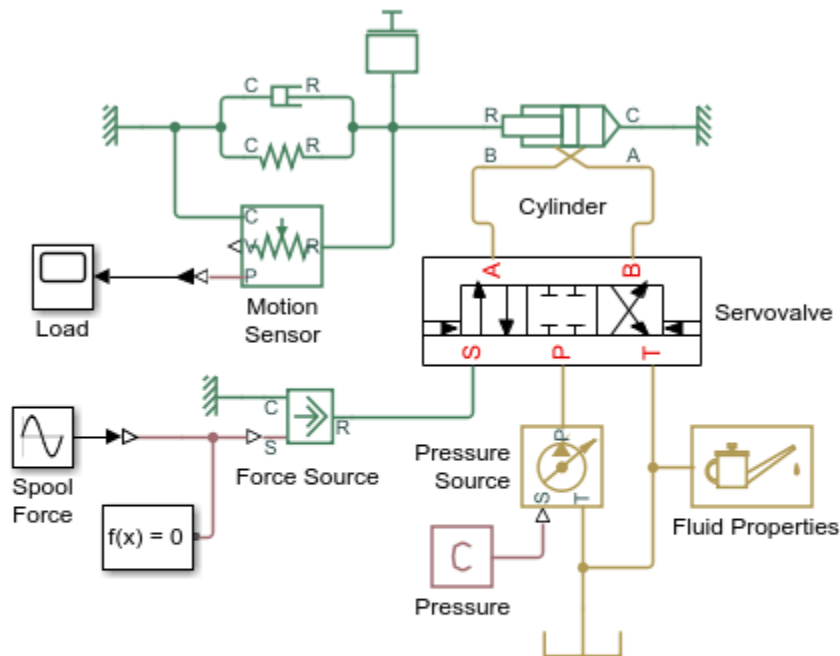 C R
C R
R C
B A
Cylinder
C
V R
P
Load
Motion
Sensor
A B
Servovalve
S P T
C
S
R
Force Source
Spool
Force
f(x) = 0
Pressure
Source
P
S T
Fluid Properties
C
Pressure